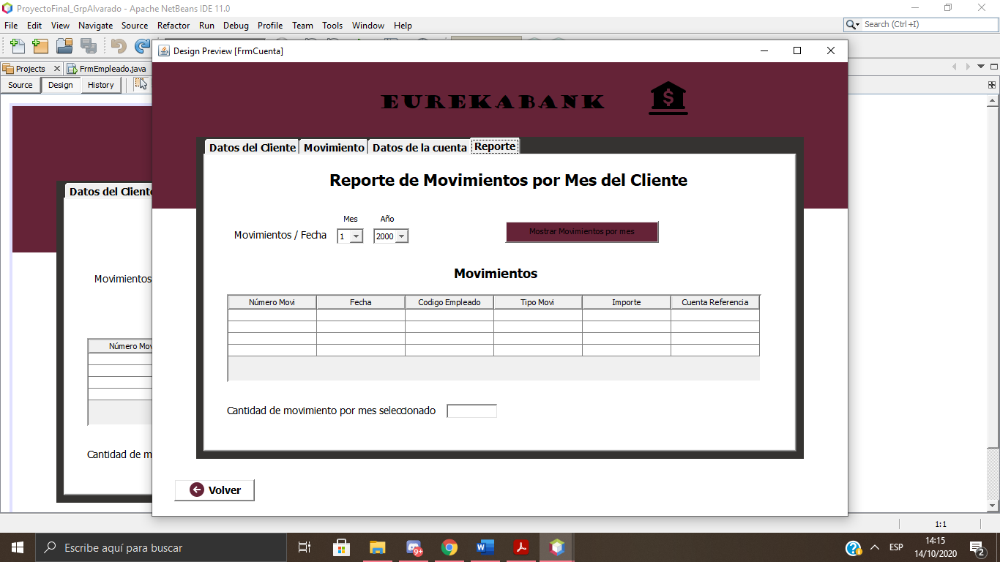 ProyectoFinal_GrpAlvarado - Apache NetBeans IDE 11.0
File Edit View Navigate Source Refactor Run Debug Profile Team Tools Window Help
Search (Ctrl+I)
Design Preview [FrmCuenta]
Projects FrmEmpleado.java
Source Design History
EUREKABANK
Datos del Cliente Movimiento Datos de la cuenta Reporte
Reporte de Movimientos por Mes del Cliente
Mes Año
Movimientos / Fecha 1 2000 Mostrar Movimientos por mes
Movimientos
Número Movi Fecha Codigo Empleado Tipo Movi Importe Cuenta Referencia
Cantidad de movimiento por mes seleccionado
Volver
Datos del Cliente
Movimientos
Número Mov
Cantidad de m
1:1
Escribe aquí para buscar
9+
ESP
14:15
14/10/2020
2